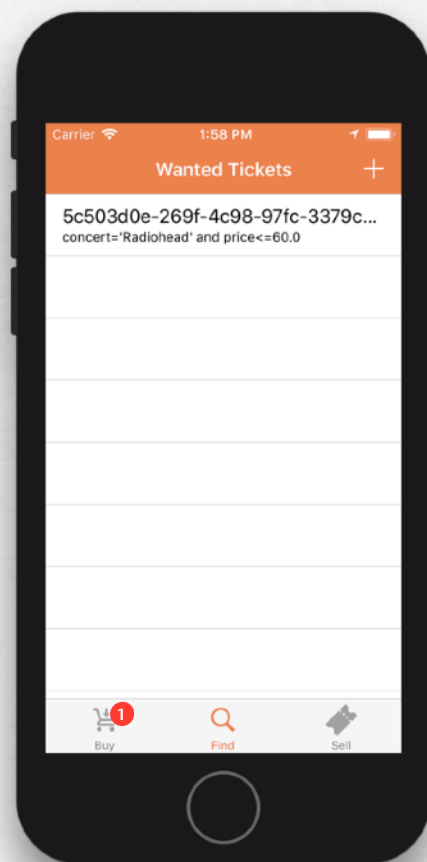 Carrier 1:58 PM
Wanted Tickets +
5c503d0e-269f-4c98-97fc-3379c...
concert='Radiohead' and price<=60.0
1
Buy Find Sell